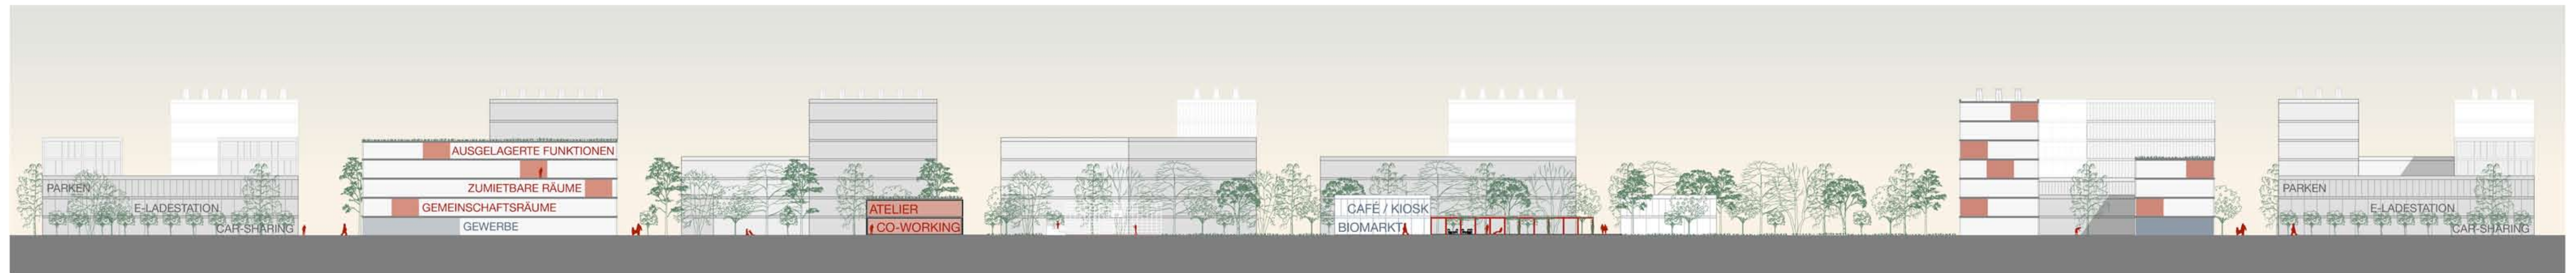 PARKEN
E-LADESTATION
CAR-SHARING
AUSGELAGERTE FUNKTIONEN
ZUMIETBARE RÄUME
GEMEINSCHAFTSRÄUME
GEWERBE
ATELIER
CO-WORKING
CAFÉ / KIOSK
BIOMARKT
PARKEN
E-LADESTATION
CAR-SHARING